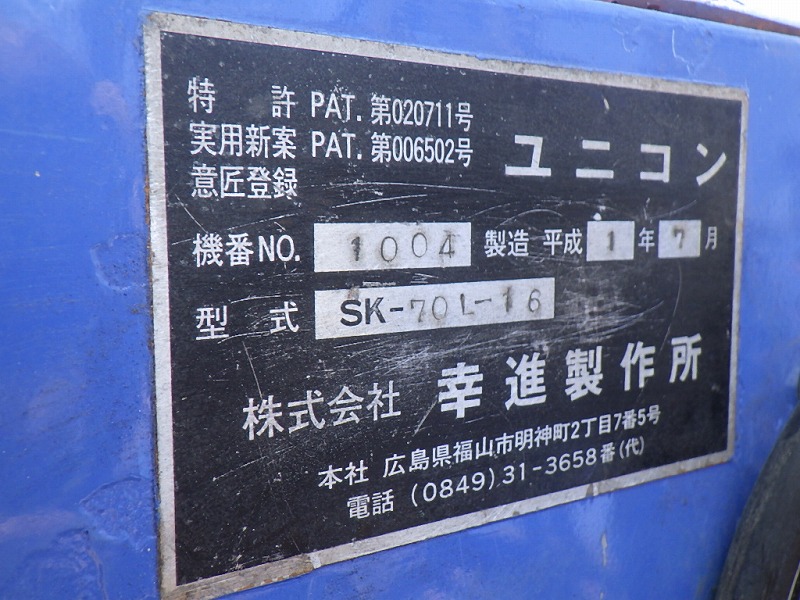 特許 PAT. 第020711号
実用新案 PAT. 第006502号
意匠登録
ユニコン
機番NO. 1004 製造 平成1年7月
型式 SK-70L-16
株式会社 幸進製作所
本社 広島県福山市明神町2丁目7番5号
電話 (0849) 31-3658番(代)